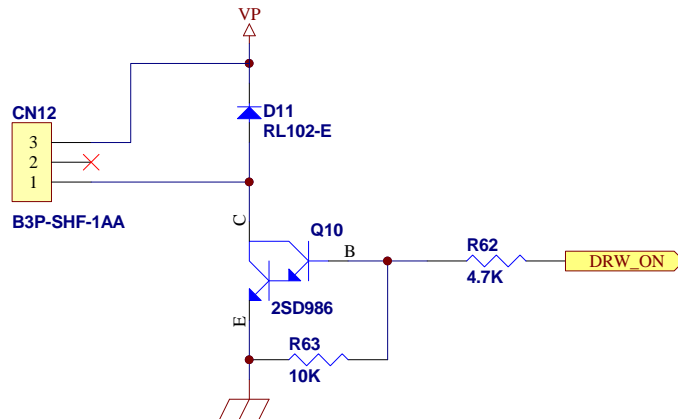 VP
CN12
D11
RL102-E
3
2
1
B3P-SHF-1AA
C
Q10
B
R62
DRW_ON
4.7K
2SD986
E
R63
10K